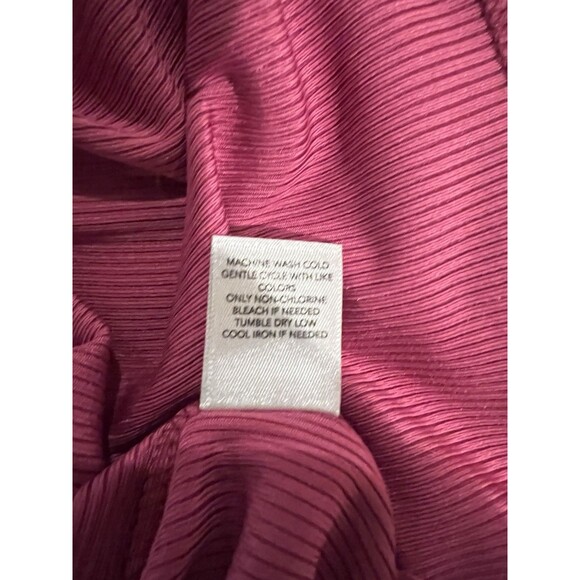 MACHINE WASH COLD
GENTLE CYCLE WITH LIKE
COLORS
ONLY NON-CHLORINE
BLEACH IF NEEDED
TUMBLE DRY LOW
COOL IRON IF NEEDED